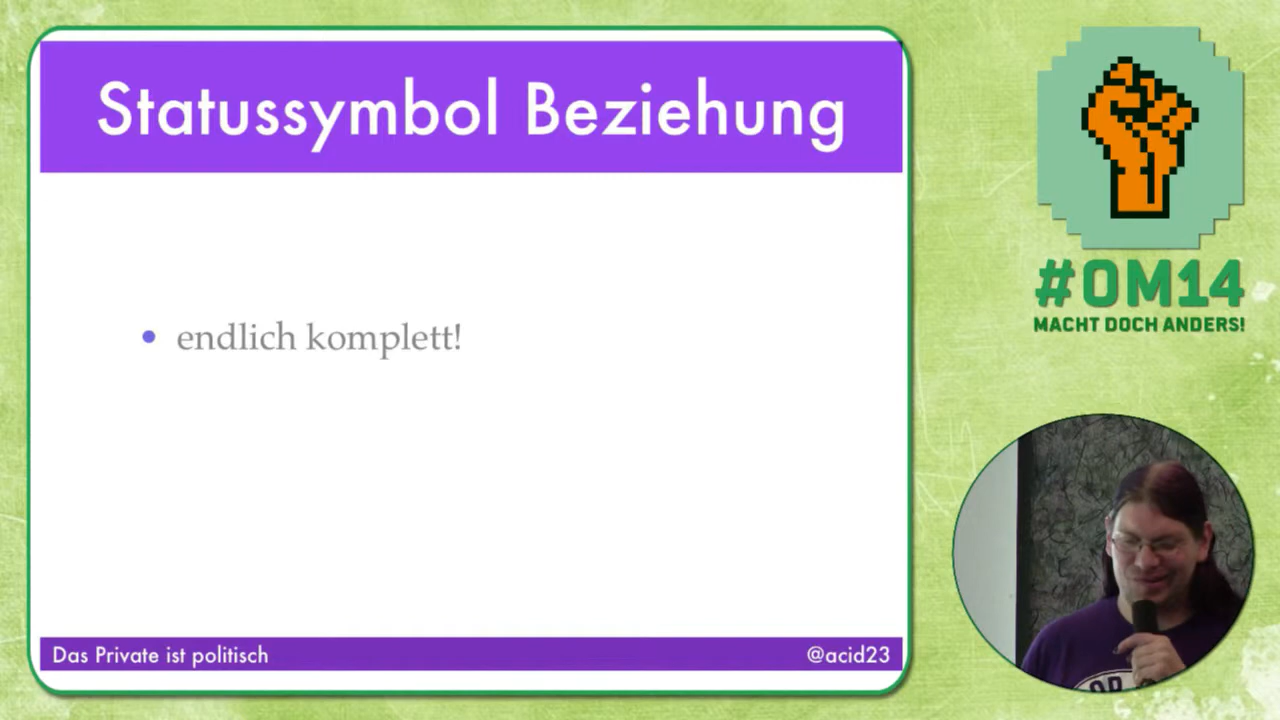 Statussymbol Beziehung
endlich komplett!
Das Private ist politisch
@acid23
#OM14
MACHT DOCH ANDERS!